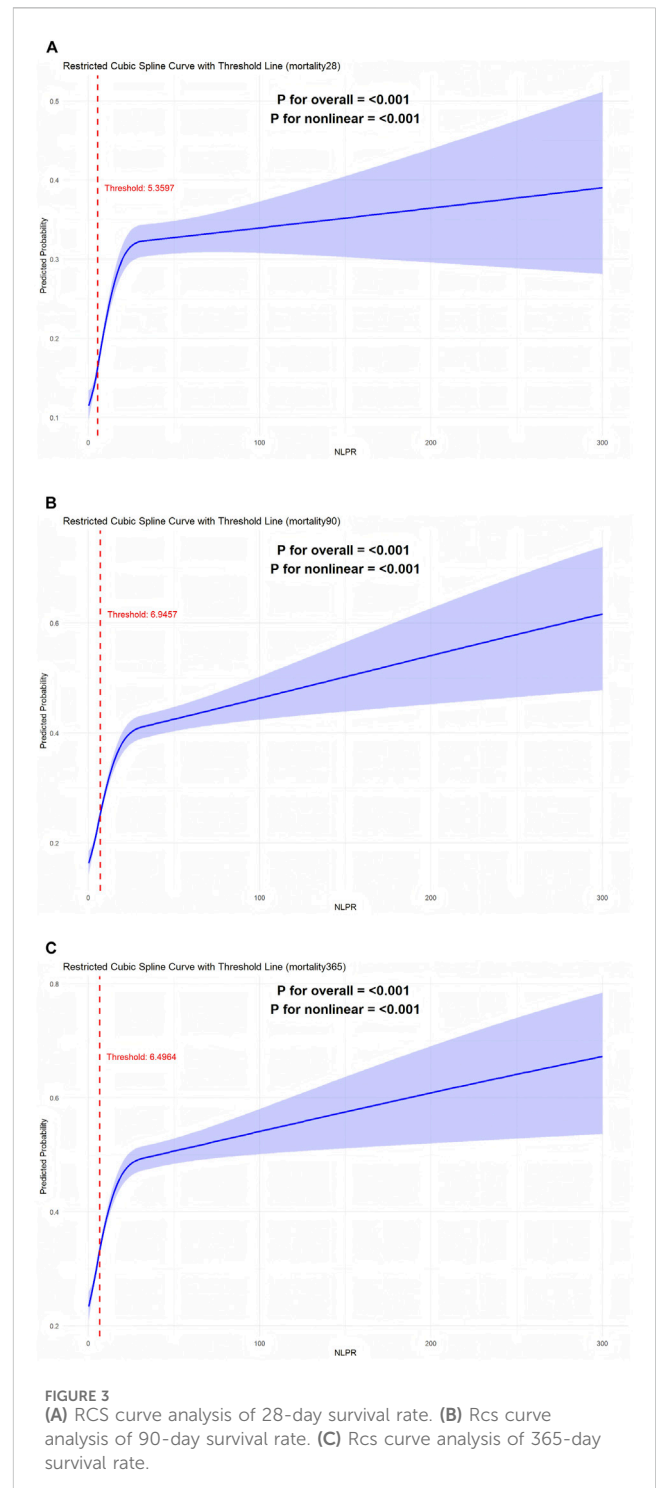 A
Restricted Cubic Spline Curve with Threshold Line (mortality28)
P for overall = <0.001
P for nonlinear = <0.001
Threshold: 5.3597
Predicted Probability
0.5
0.4
0.3
0.2
0.1
0
100
200
300
NLPR
B
Restricted Cubic Spline Curve with Threshold Line (mortality90)
P for overall = <0.001
P for nonlinear = <0.001
Threshold: 6.9457
Predicted Probability
0.6
0.4
0.2
0
100
200
300
NLPR
C
Restricted Cubic Spline Curve with Threshold Line (mortality365)
P for overall = <0.001
P for nonlinear = <0.001
Threshold: 6.4964
Predicted Probability
0.8
0.6
0.4
0.2
0
100
200
300
NLPR
FIGURE 3
(A) RCS curve analysis of 28-day survival rate. (B) Rcs curve
analysis of 90-day survival rate. (C) Rcs curve analysis of 365-day
survival rate.